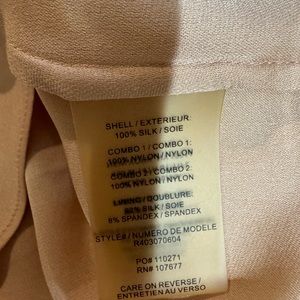 SHELL / EXTERIEUR:
100% SILK / SOIE
COMBO 1 / COMBO 1:
100% NYLON / NYLON
COMBO 2 / COMBO 2:
100% NYLON / NYLON
LINING / DOUBLURE:
92% SILK / SOIE
8% SPANDEX / SPANDEX
STYLE# / NUMERO DE MODELE
R403070604
PO# 110271
RN# 107677
CARE ON REVERSE /
ENTRETIEN AU VERSO